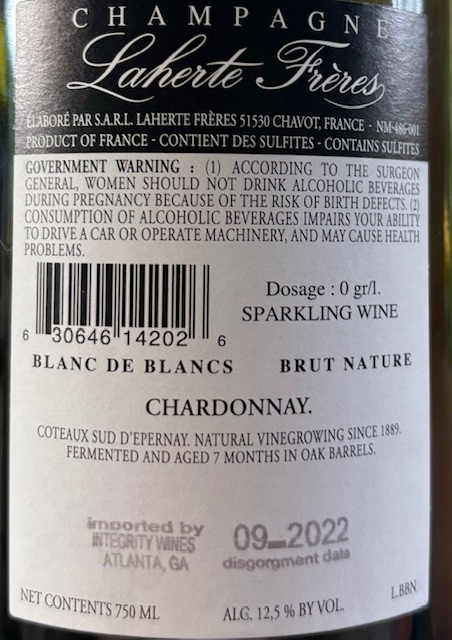 CHAMPAGNE
Laherte Frères
ELABORÉ PAR S.A.R.L. LAHERTE FRÈRES 51530 CHAVOT, FRANCE - NM-486-001
PRODUCT OF FRANCE - CONTIENT DES SULFITES - CONTAINS SULFITES
GOVERNMENT WARNING : (1) ACCORDING TO THE SURGEON
GENERAL, WOMEN SHOULD NOT DRINK ALCOHOLIC BEVERAGES
DURING PREGNANCY BECAUSE OF THE RISK OF BIRTH DEFECTS. (2)
CONSUMPTION OF ALCOHOLIC BEVERAGES IMPAIRS YOUR ABILITY
TO DRIVE A CAR OR OPERATE MACHINERY, AND MAY CAUSE HEALTH
PROBLEMS.
6 30646 14202 6
Dosage : 0 gr/l.
SPARKLING WINE
BLANC DE BLANCS BRUT NATURE
CHARDONNAY.
COTEAUX SUD D'EPERNAY. NATURAL VINEGROWING SINCE 1889.
FERMENTED AND AGED 7 MONTHS IN OAK BARRELS.
imported by
INTEGRITY WINES
ATLANTA, GA
09_2022
disgorgment data
NET CONTENTS 750 ML ALC. 12,5 % BY VOL. L.BBN